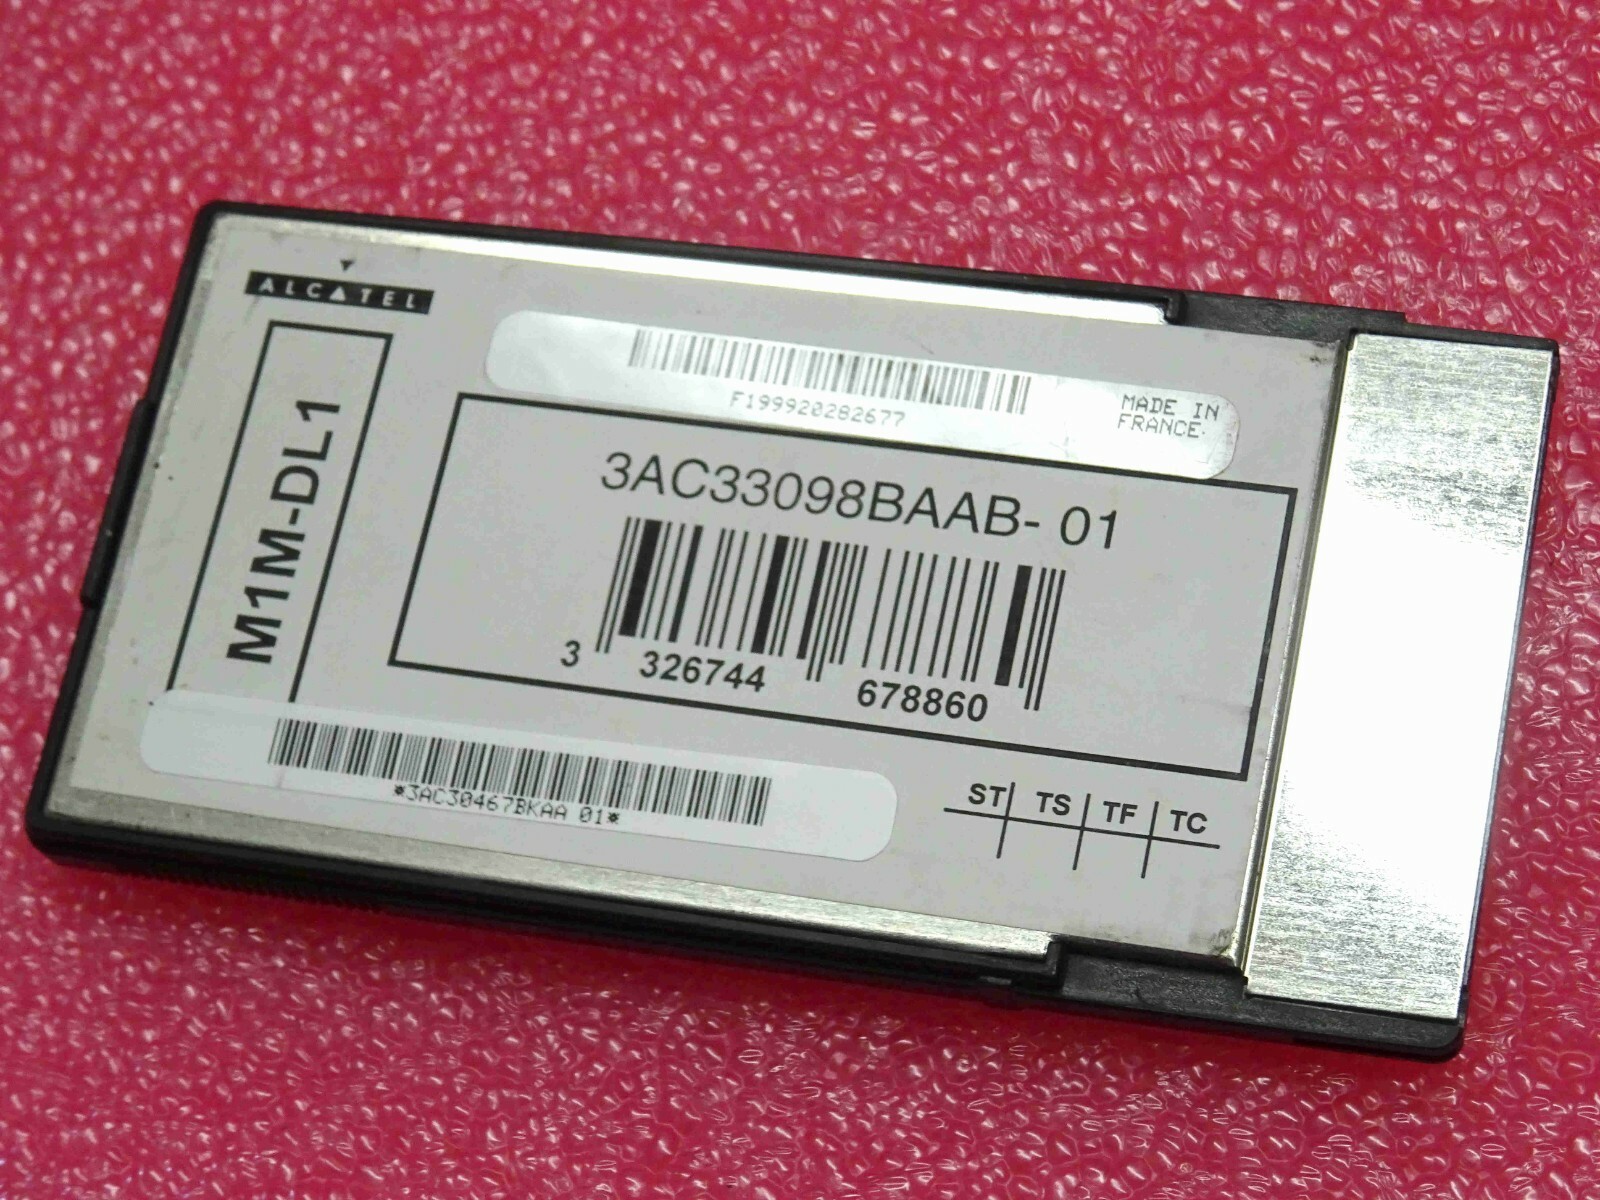 ALCATEL
M1M-DL1
F199920282677
MADE IN
FRANCE
3AC33098BAAB- 01
3 326744 678860
*3AC30467BKAA 01*
ST TS TF TC